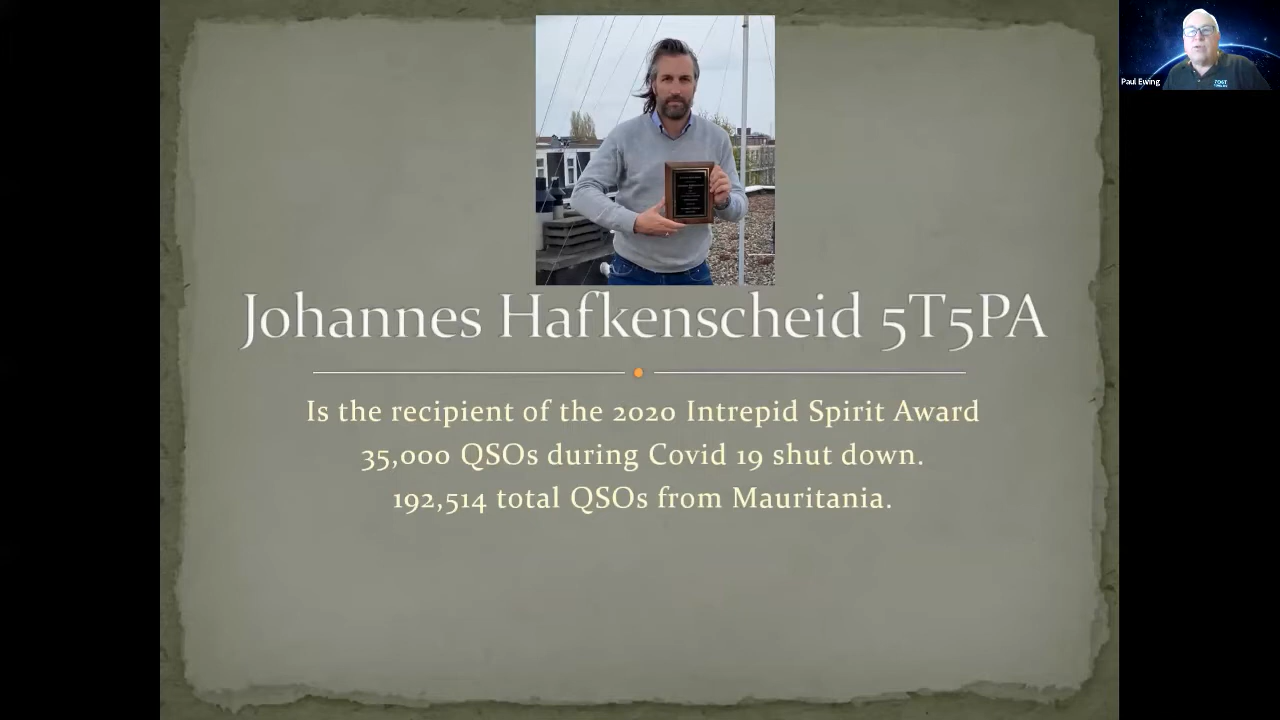 Paul Ewing
Johannes Hafkenscheid 5T5PA
Is the recipient of the 2020 Intrepid Spirit Award
35,000 QSOs during Covid 19 shut down.
192,514 total QSOs from Mauritania.